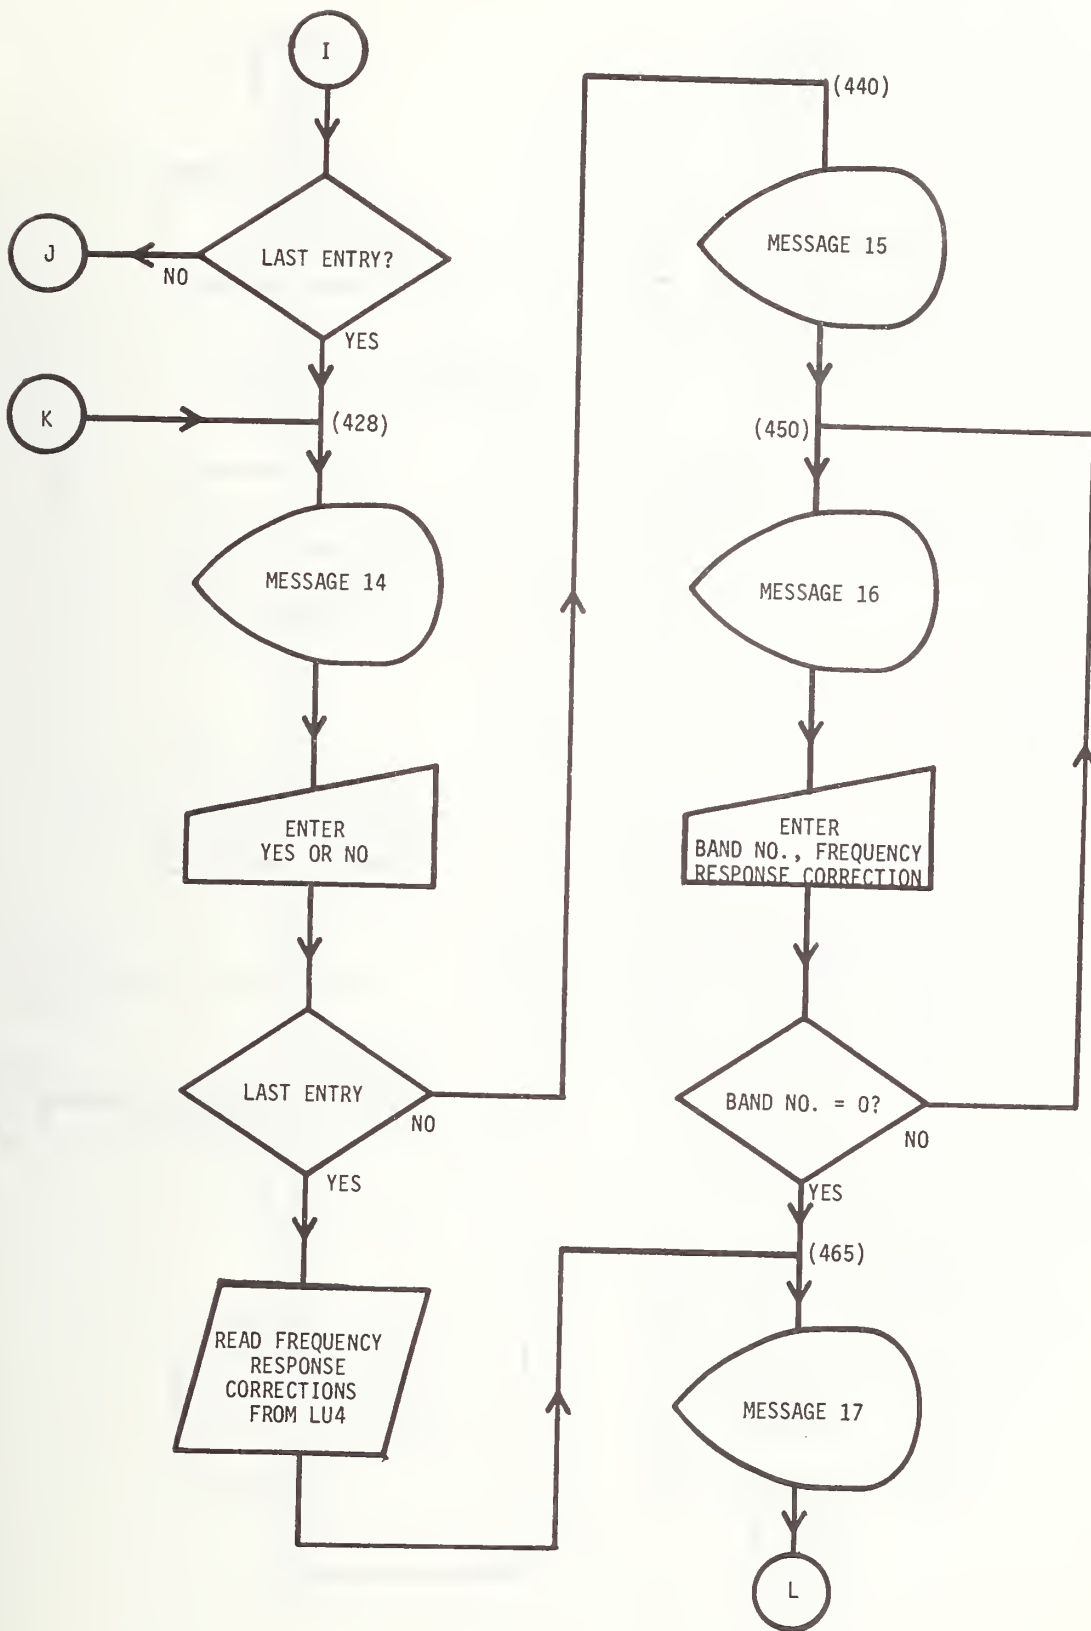 I
LAST ENTRY?
J
NO
YES
K
(428)
MESSAGE 14
ENTER
YES OR NO
LAST ENTRY
NO
YES
READ FREQUENCY
RESPONSE
CORRECTIONS
FROM LU4
(440)
MESSAGE 15
(450)
MESSAGE 16
ENTER
BAND NO., FREQUENCY
RESPONSE CORRECTION
BAND NO. = 0?
NO
YES
(465)
MESSAGE 17
L